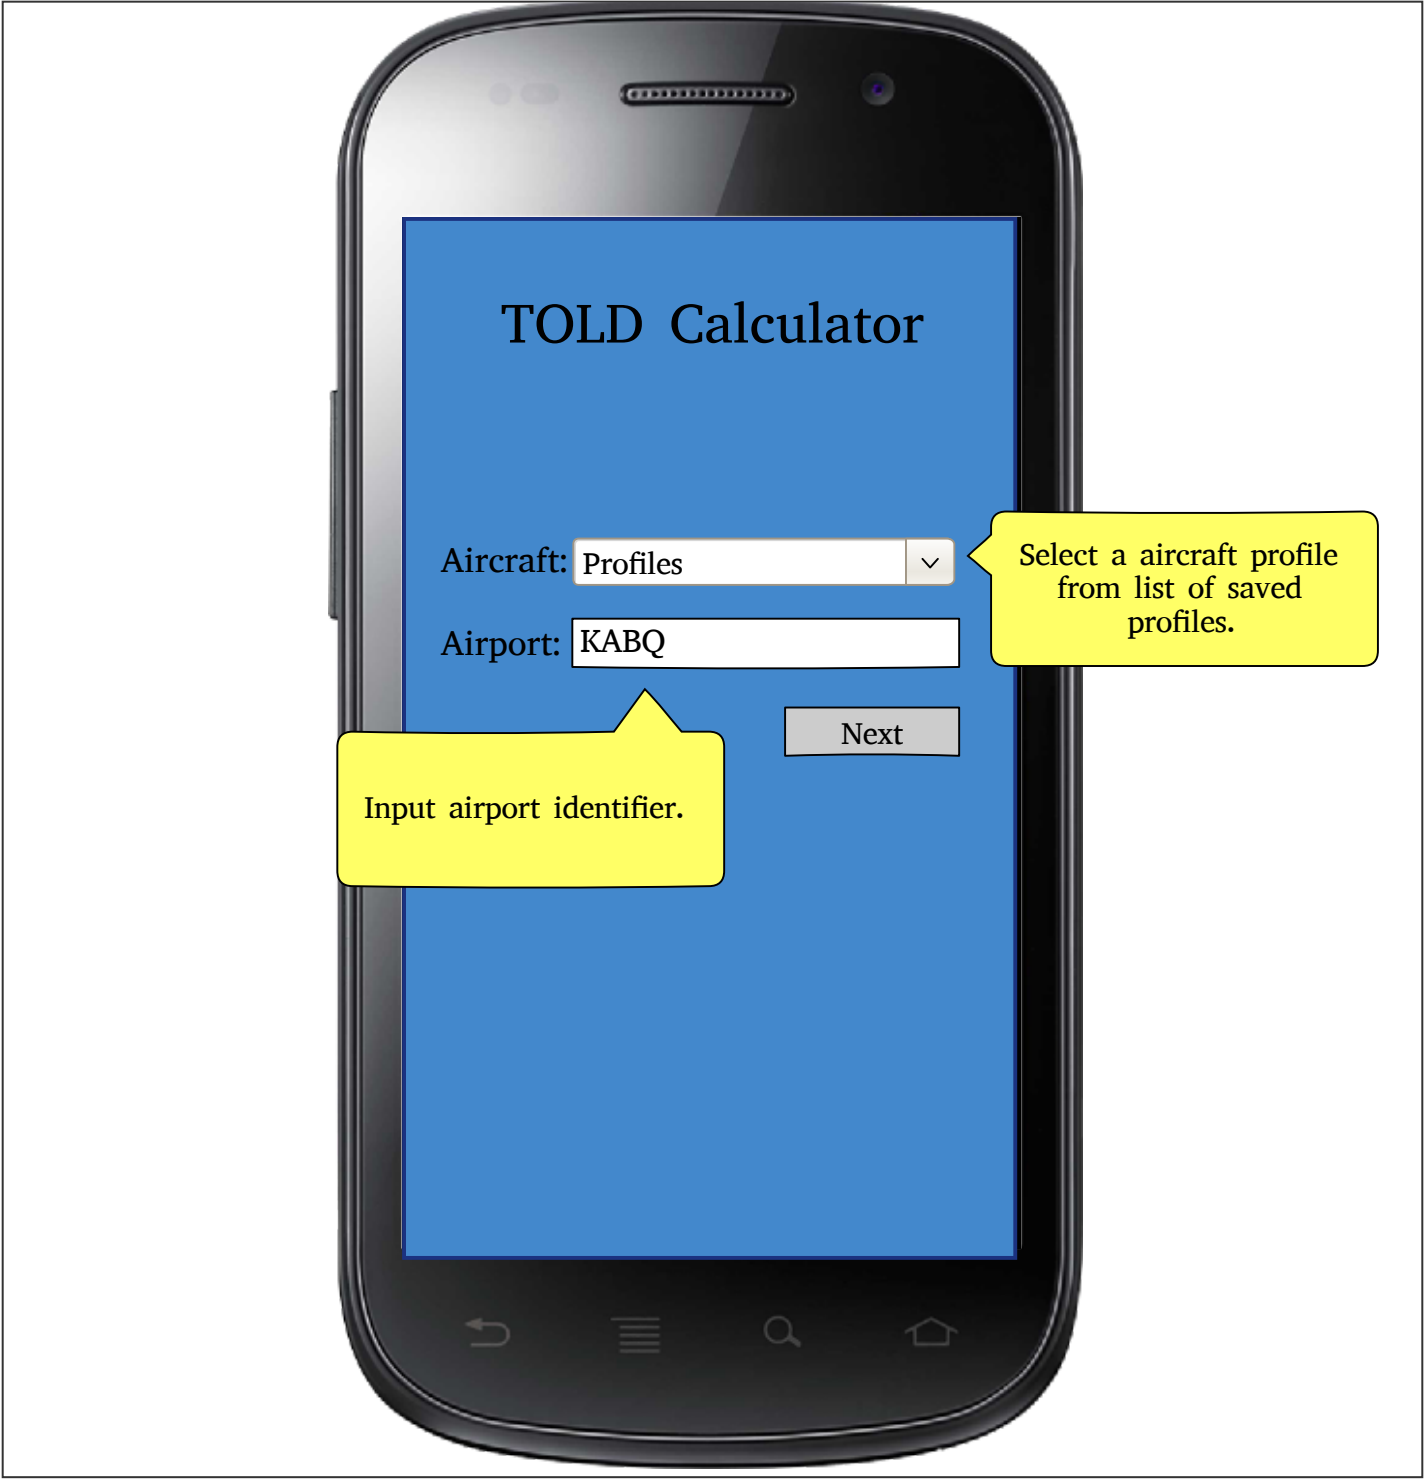 TOLD Calculator
Aircraft: Profiles
Select a aircraft profile
from list of saved
profiles.
Airport: KABQ
Next
Input airport identifier.